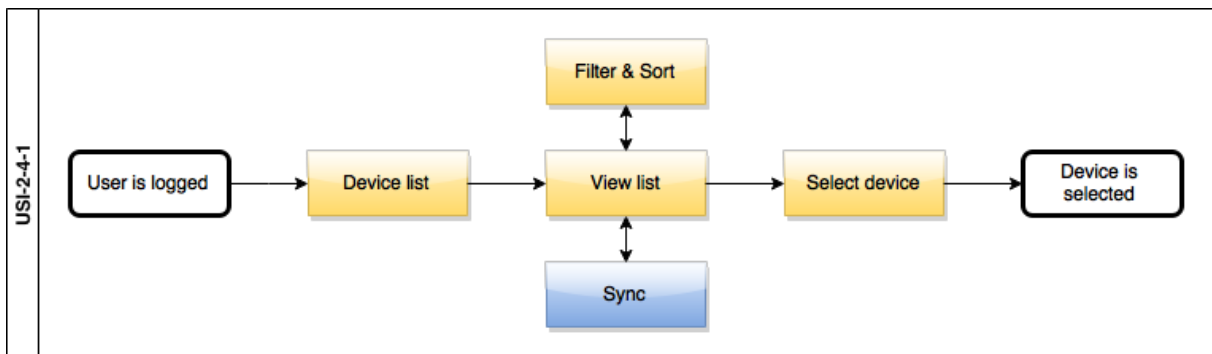 USI-2-4-1
Filter & Sort
User is logged
Device list
View list
Select device
Device is
selected
Sync